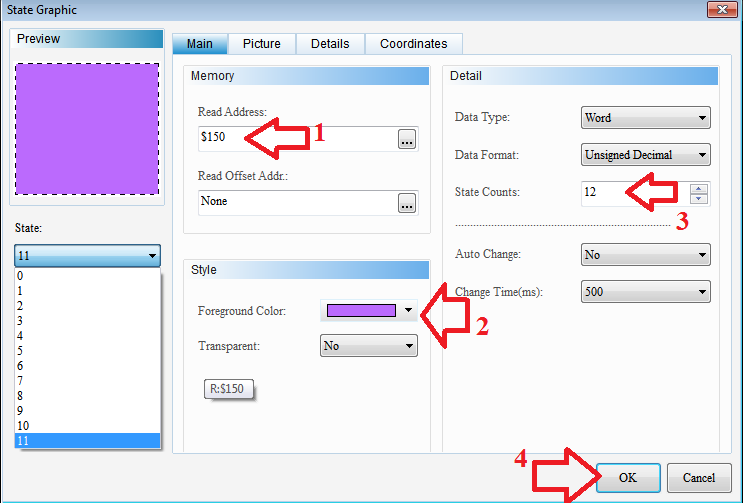 State Graphic
Preview
Main
Picture
Details
Coordinates
Memory
Read Address:
$150
...
1
Read Offset Addr.:
None
...
Detail
Data Type:
Word
Data Format:
Unsigned Decimal
State Counts:
12
3
Auto Change:
No
Change Time(ms):
500
State:
11
0
1
2
3
4
5
6
7
8
9
10
11
Style
Foreground Color:
2
Transparent:
No
R:$150
4
OK
Cancel